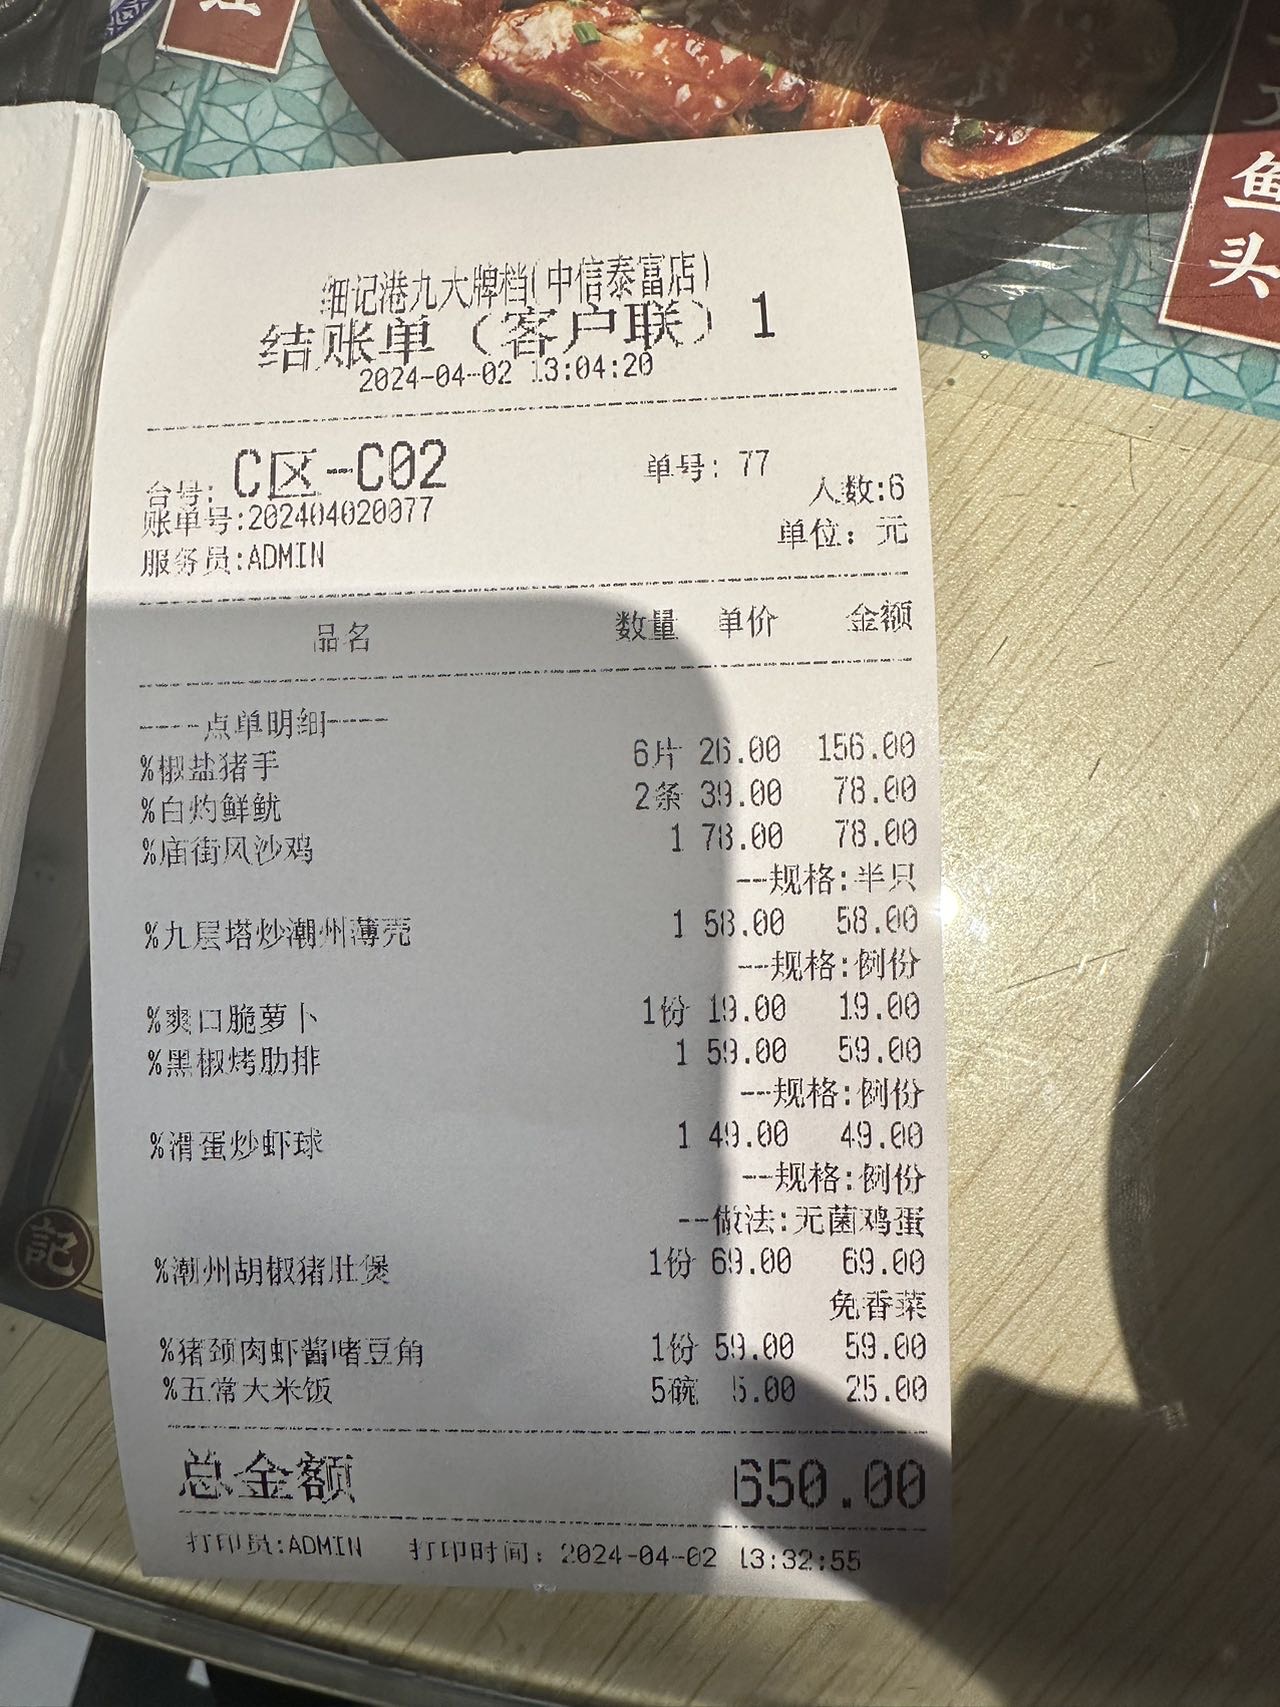 鱼
头
記
细记港九大牌档(中信泰富店)
结账单（客户联）1
2024-04-02 13:04:20
台号: C区-C02 单号: 77
人数:6
账单号:202404020077
单位: 元
服务员:ADMIN
品名 数量 单价 金额
----点单明细----
%椒盐猪手 6片 26.00 156.00
%白灼鲜鱿 2条 39.00 78.00
%庙街风沙鸡 1 78.00 78.00
--规格:半只
%九层塔炒潮州薄壳 1 58.00 58.00
--规格:例份
%爽口脆萝卜 1份 19.00 19.00
%黑椒烤肋排 1 59.00 59.00
--规格:例份
%滑蛋炒虾球 1 49.00 49.00
--规格:例份
--做法:无菌鸡蛋
%潮州胡椒猪肚煲 1份 69.00 69.00
免香菜
%猪颈肉虾酱啫豆角 1份 59.00 59.00
%五常大米饭 5碗 5.00 25.00
总金额 650.00
打印员:ADMIN 打印时间: 2024-04-02 13:32:55